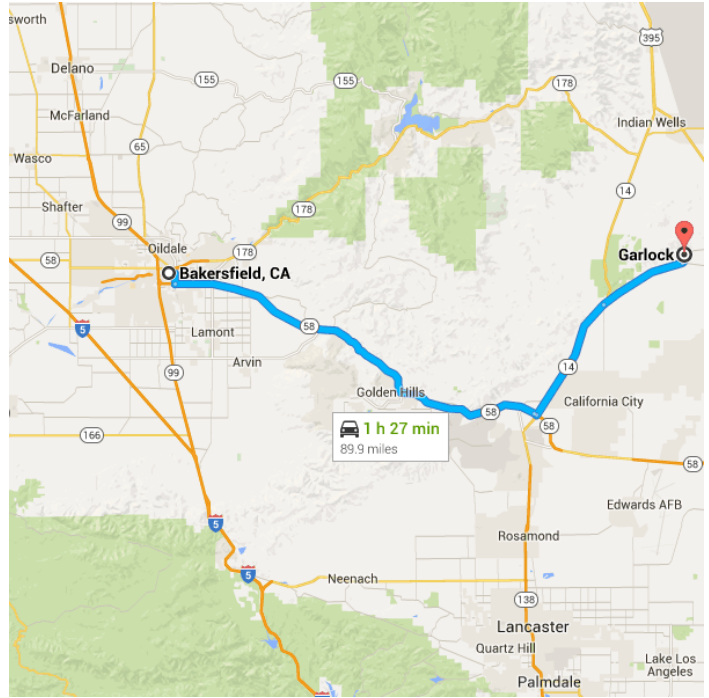 sworth
395
Delano
155
155
178
McFarland
65
Indian Wells
Wasco
14
Shafter
99
178
Oildale
178
Garlock
58
Bakersfield, CA
5
Lamont
58
Arvin
99
14
Golden Hills
58
California City
1 h 27 min
89.9 miles
58
166
58
Edwards AFB
5
Rosamond
5
Neenach
138
Lancaster
Quartz Hill
Lake Los
Angeles
Palmdale
5